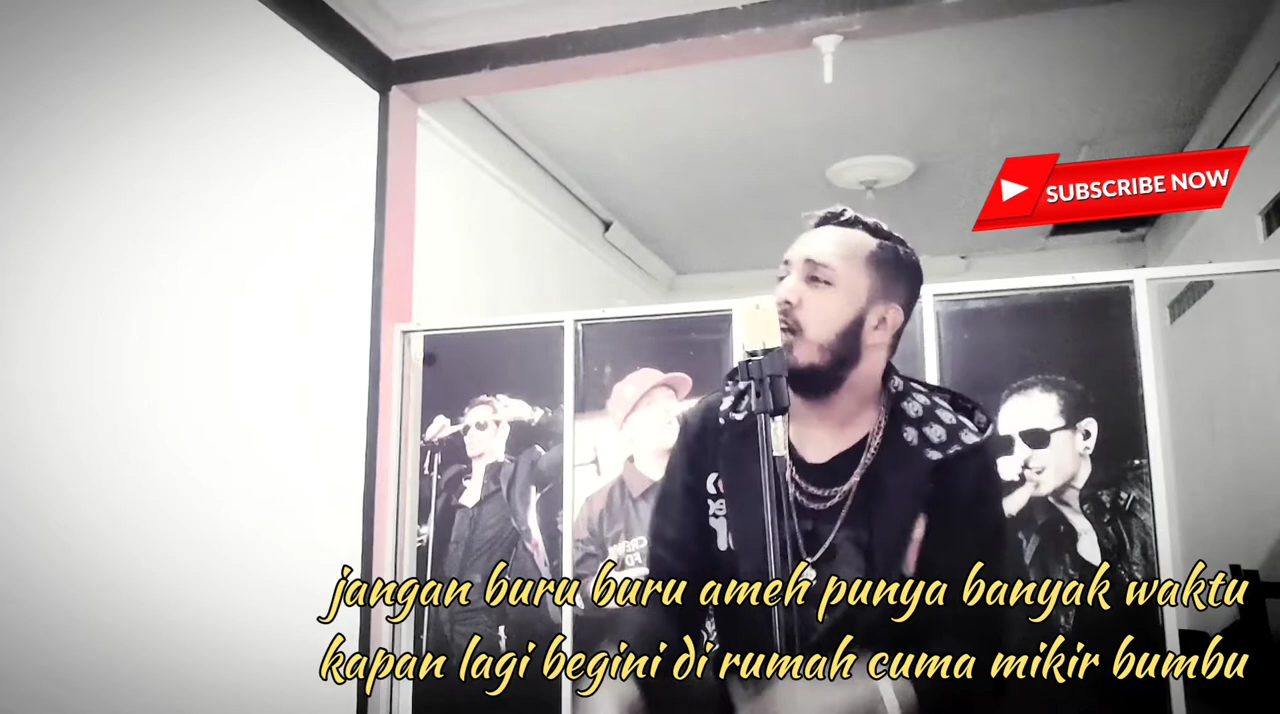 SUBSCRIBE NOW
jangan buru buru ameh punya banyak waktu
kapan lagi begini di rumah cuma mikir bumbu